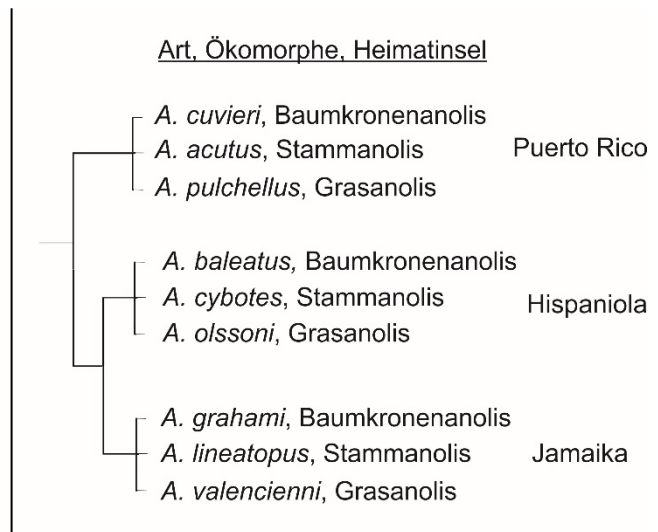 Art, Ökomorphe, Heimatinsel
A. cuvieri, Baumkronenanolis
A. acutus, Stammanolis
Puerto Rico
A. pulchellus, Grasanolis
A. baleatus, Baumkronenanolis
A. cybotes, Stammanolis
Hispaniola
A. olssoni, Grasanolis
A. grahami, Baumkronenanolis
A. lineatopus, Stammanolis
Jamaika
A. valencienni, Grasanolis